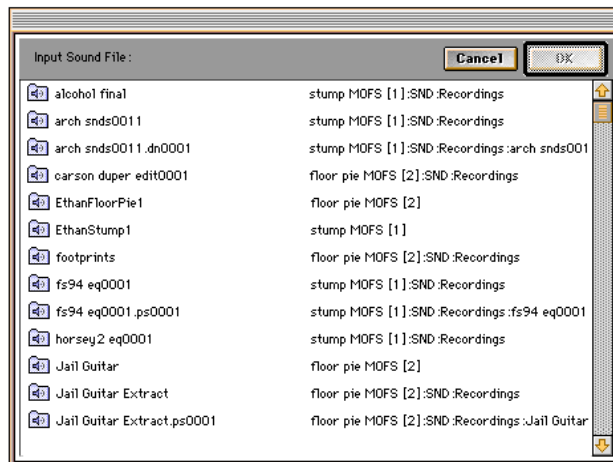 Input Sound File :
Cancel
OK
alcohol final stump MOFS [1]:SND :Recordings
arch snds0011 stump MOFS [1]:SND :Recordings
arch snds0011.dn0001 stump MOFS [1]:SND :Recordings :arch snds001
carson duper edit0001 floor pie MOFS [2]:SND :Recordings
EthanFloorPie1 floor pie MOFS [2]
EthanStump1 stump MOFS [1]
footprints floor pie MOFS [2]:SND :Recordings
fs94 eq0001 stump MOFS [1]:SND :Recordings
fs94 eq0001.ps0001 stump MOFS [1]:SND :Recordings :fs94 eq0001
horsey2 eq0001 stump MOFS [1]:SND :Recordings
Jail Guitar floor pie MOFS [2]
Jail Guitar Extract floor pie MOFS [2]:SND :Recordings
Jail Guitar Extract.ps0001 floor pie MOFS [2]:SND :Recordings :Jail Guitar